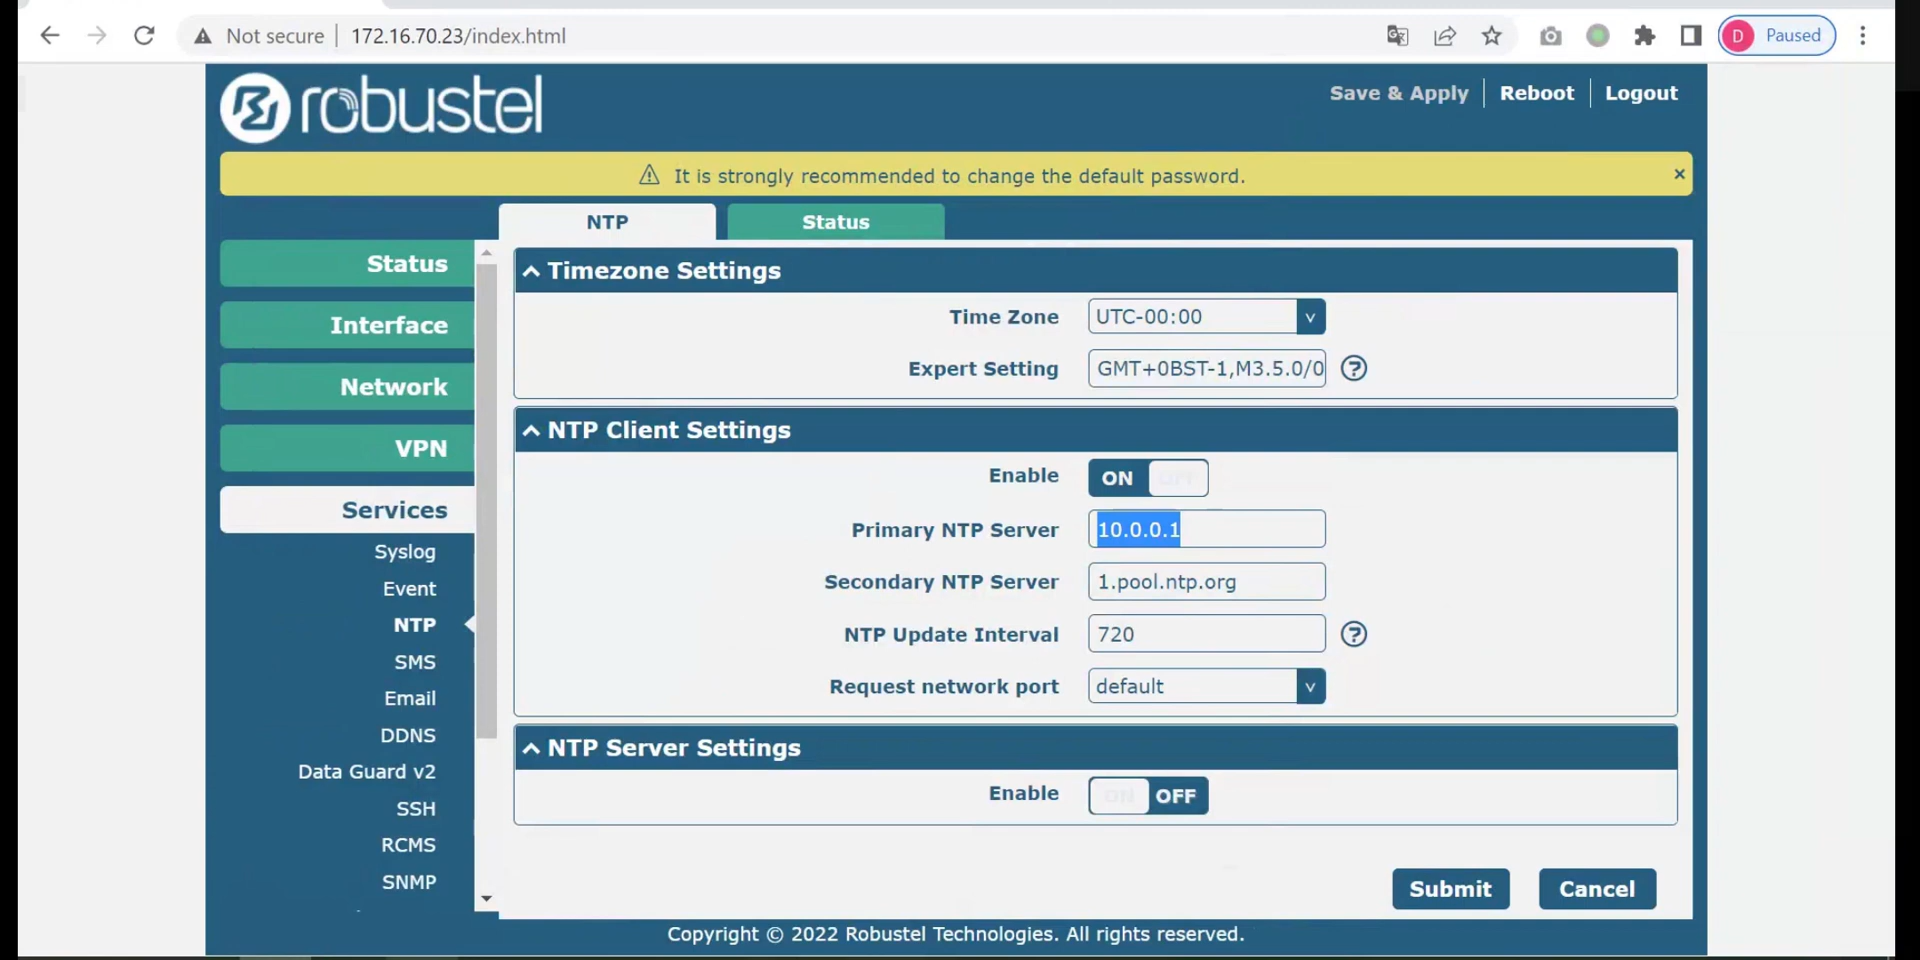 Not secure 172.16.70.23/index.html
D Paused
robustel
Save & Apply Reboot Logout
It is strongly recommended to change the default password.
×
NTP Status
Status
Interface
Network
VPN
Services
Syslog
Event
NTP
SMS
Email
DDNS
Data Guard v2
SSH
RCMS
SNMP
Timezone Settings
Time Zone UTC-00:00 v
Expert Setting GMT+0BST-1,M3.5.0/0 ?
NTP Client Settings
Enable ON OFF
Primary NTP Server 10.0.0.1
Secondary NTP Server 1.pool.ntp.org
NTP Update Interval 720 ?
Request network port default v
NTP Server Settings
Enable ON OFF
Submit Cancel
Copyright © 2022 Robustel Technologies. All rights reserved.